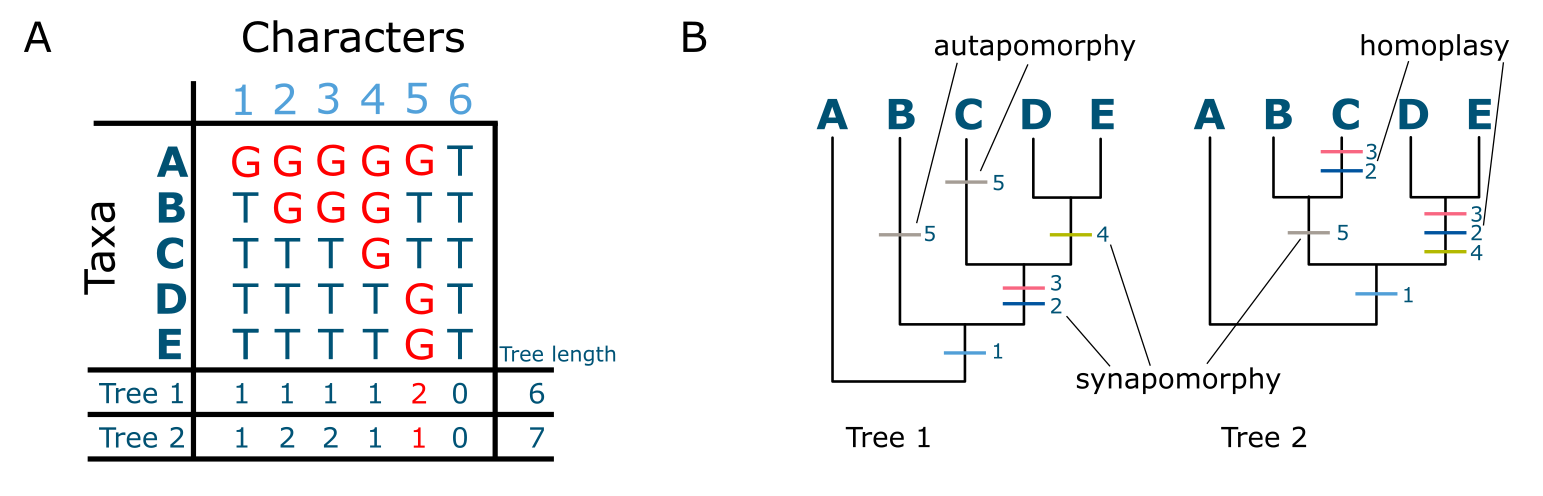 A
Characters
1 2 3 4 5 6
Taxa
A G G G G G T
B T G G G T T
C T T T G T T
D T T T T G T
E T T T T G T
Tree length
Tree 1 1 1 1 1 2 0 6
Tree 2 1 2 2 1 1 0 7
B
autapomorphy
A B C D E
5
5
4
3
2
1
Tree 1
homoplasy
A B C D E
3
2
3
5
2
4
1
synapomorphy
Tree 2